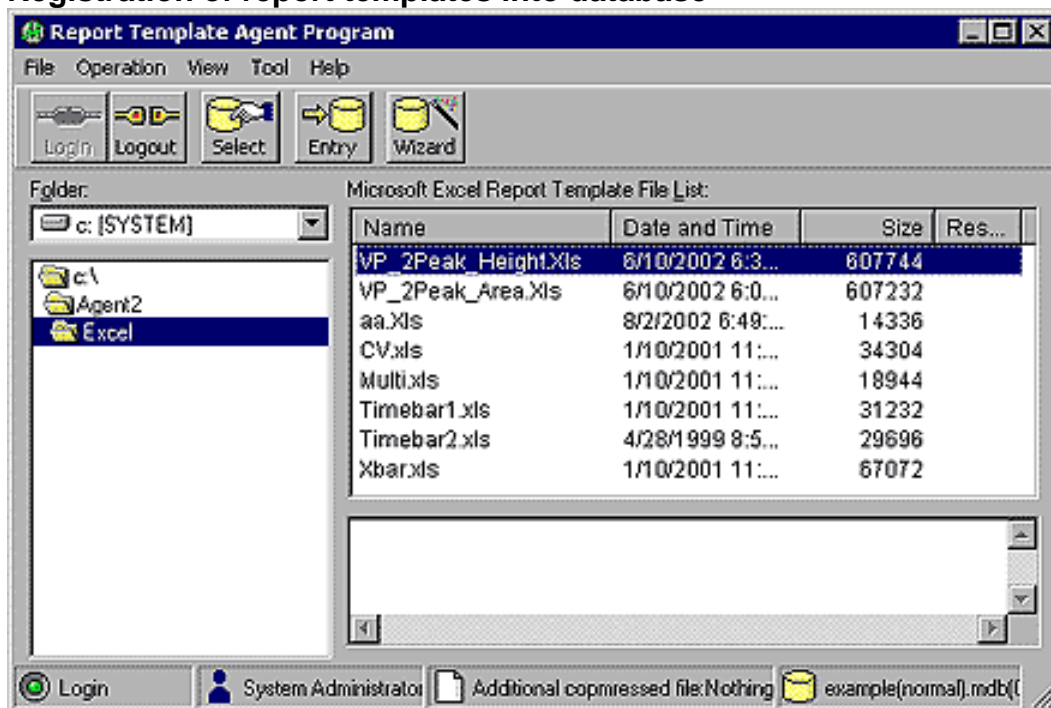 Registration of report templates into database
Report Template Agent Program
File Operation View Tool Help
Login Logout Select Entry Wizard
Folder:
c: [SYSTEM]
c:\
Agent2
Excel
Microsoft Excel Report Template File List:
Name Date and Time Size Res...
VP_2Peak_Height.Xls 6/10/2002 6:3... 607744
VP_2Peak_Area.Xls 6/10/2002 6:0... 607232
aa.Xls 8/2/2002 6:49:... 14336
CV.xls 1/10/2001 11:... 34304
Multi.xls 1/10/2001 11:... 18944
Timebar1.xls 1/10/2001 11:... 31232
Timebar2.xls 4/28/1999 8:5... 29696
Xbar.xls 1/10/2001 11:... 67072
Login System Administrator Additional copmressed file:Nothing example(normal).mdb(